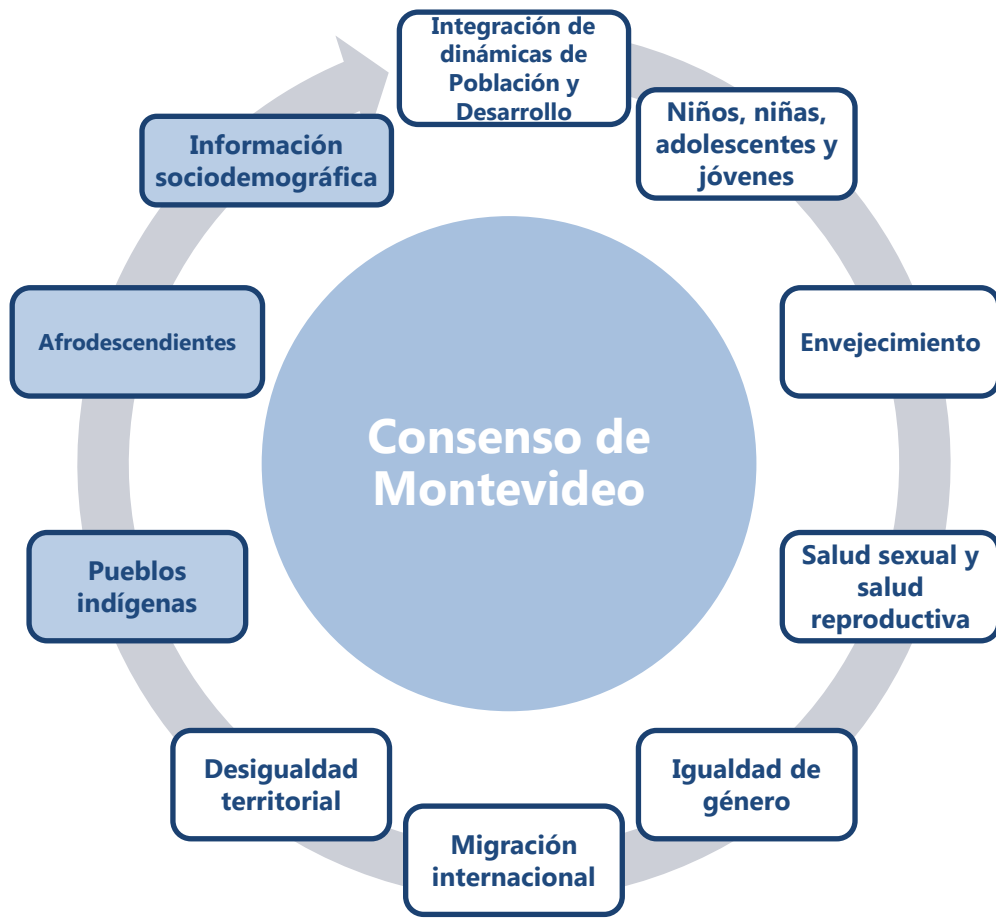 Integración de
dinámicas de
Población y
Desarrollo
Niños, niñas,
adolescentes y
jóvenes
Envejecimiento
Salud sexual y
salud
reproductiva
Igualdad de
género
Migración
internacional
Desigualdad
territorial
Pueblos
indígenas
Afrodescendientes
Información
sociodemográfica
Consenso de
Montevideo